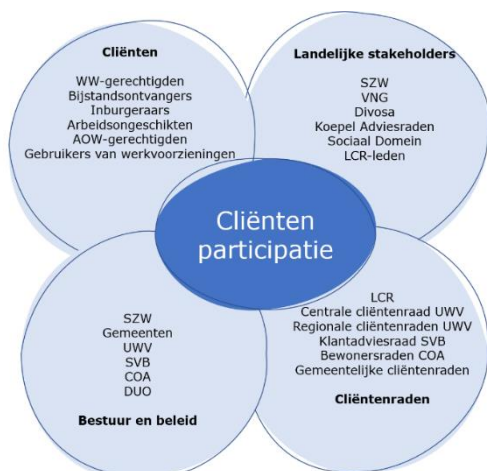 Cliënten
WW-gerechtigden
Bijstandsontvangers
Inburgeraars
Arbeidsongeschikten
AOW-gerechtigden
Gebruikers van werkvoorzieningen
Landelijke stakeholders
SZW
VNG
Divosa
Koepel Adviesraden
Sociaal Domein
LCR-leden
Cliënten
participatie
SZW
Gemeenten
UWV
SVB
COA
DUO
Bestuur en beleid
LCR
Centrale cliëntenraad UWV
Regionale cliëntenraden UWV
Klantadviesraad SVB
Bewonersraden COA
Gemeentelijke cliëntenraden
Cliëntenraden